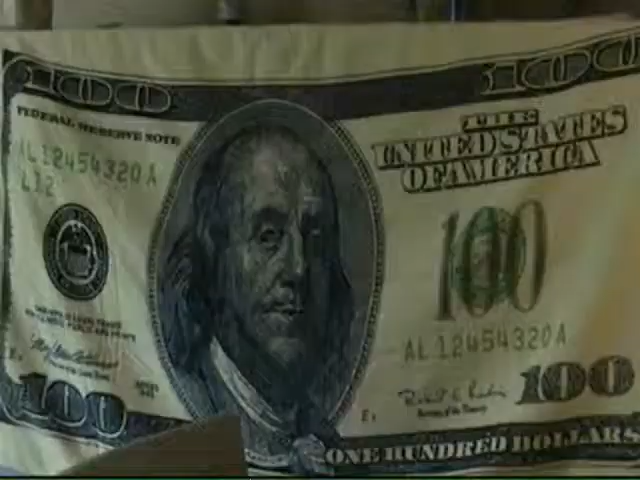 100
100
FEDERAL RESERVE NOTE
THE
UNITED STATES
OF AMERICA
AL 12454320 A
L12
100
AL 12454320 A
100
100
ONE HUNDRED DOLLARS